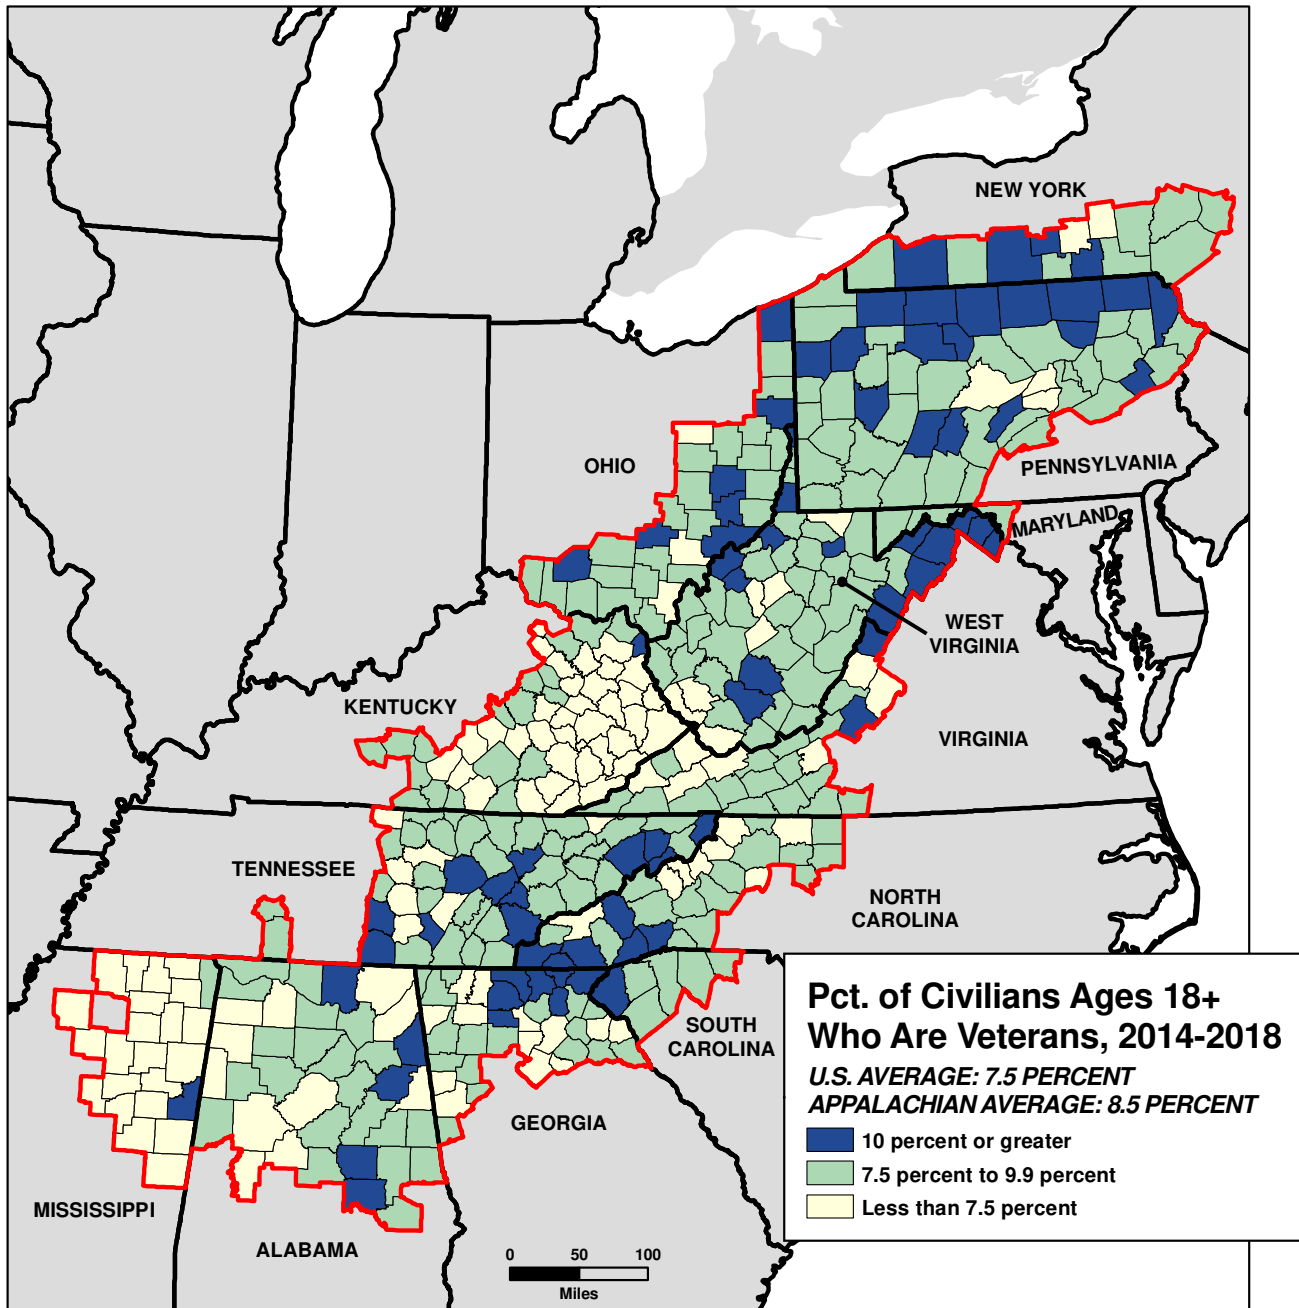 NEW YORK
OHIO
PENNSYLVANIA
MARYLAND
WEST
VIRGINIA
KENTUCKY
VIRGINIA
TENNESSEE
NORTH
CAROLINA
SOUTH
CAROLINA
GEORGIA
MISSISSIPPI
ALABAMA
Pct. of Civilians Ages 18+
Who Are Veterans, 2014-2018
U.S. AVERAGE: 7.5 PERCENT
APPALACHIAN AVERAGE: 8.5 PERCENT
10 percent or greater
7.5 percent to 9.9 percent
Less than 7.5 percent
0 50 100
Miles